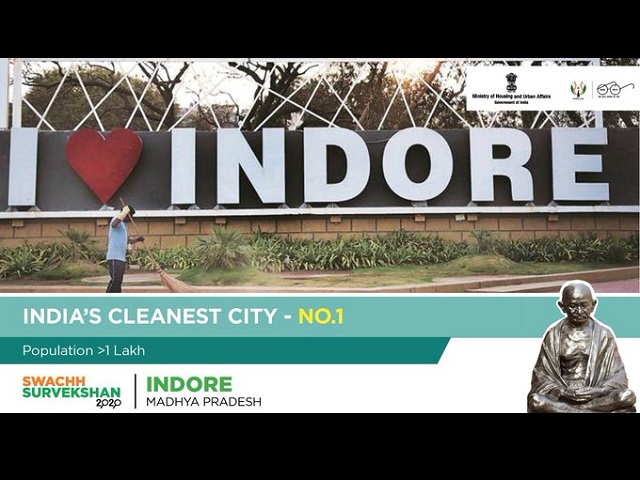 Ministry of Housing and Urban Affairs
Government of India
I ❤ INDORE
INDIA'S CLEANEST CITY - NO.1
Population >1 Lakh
SWACHH
SURVEKSHAN
2020
INDORE
MADHYA PRADESH